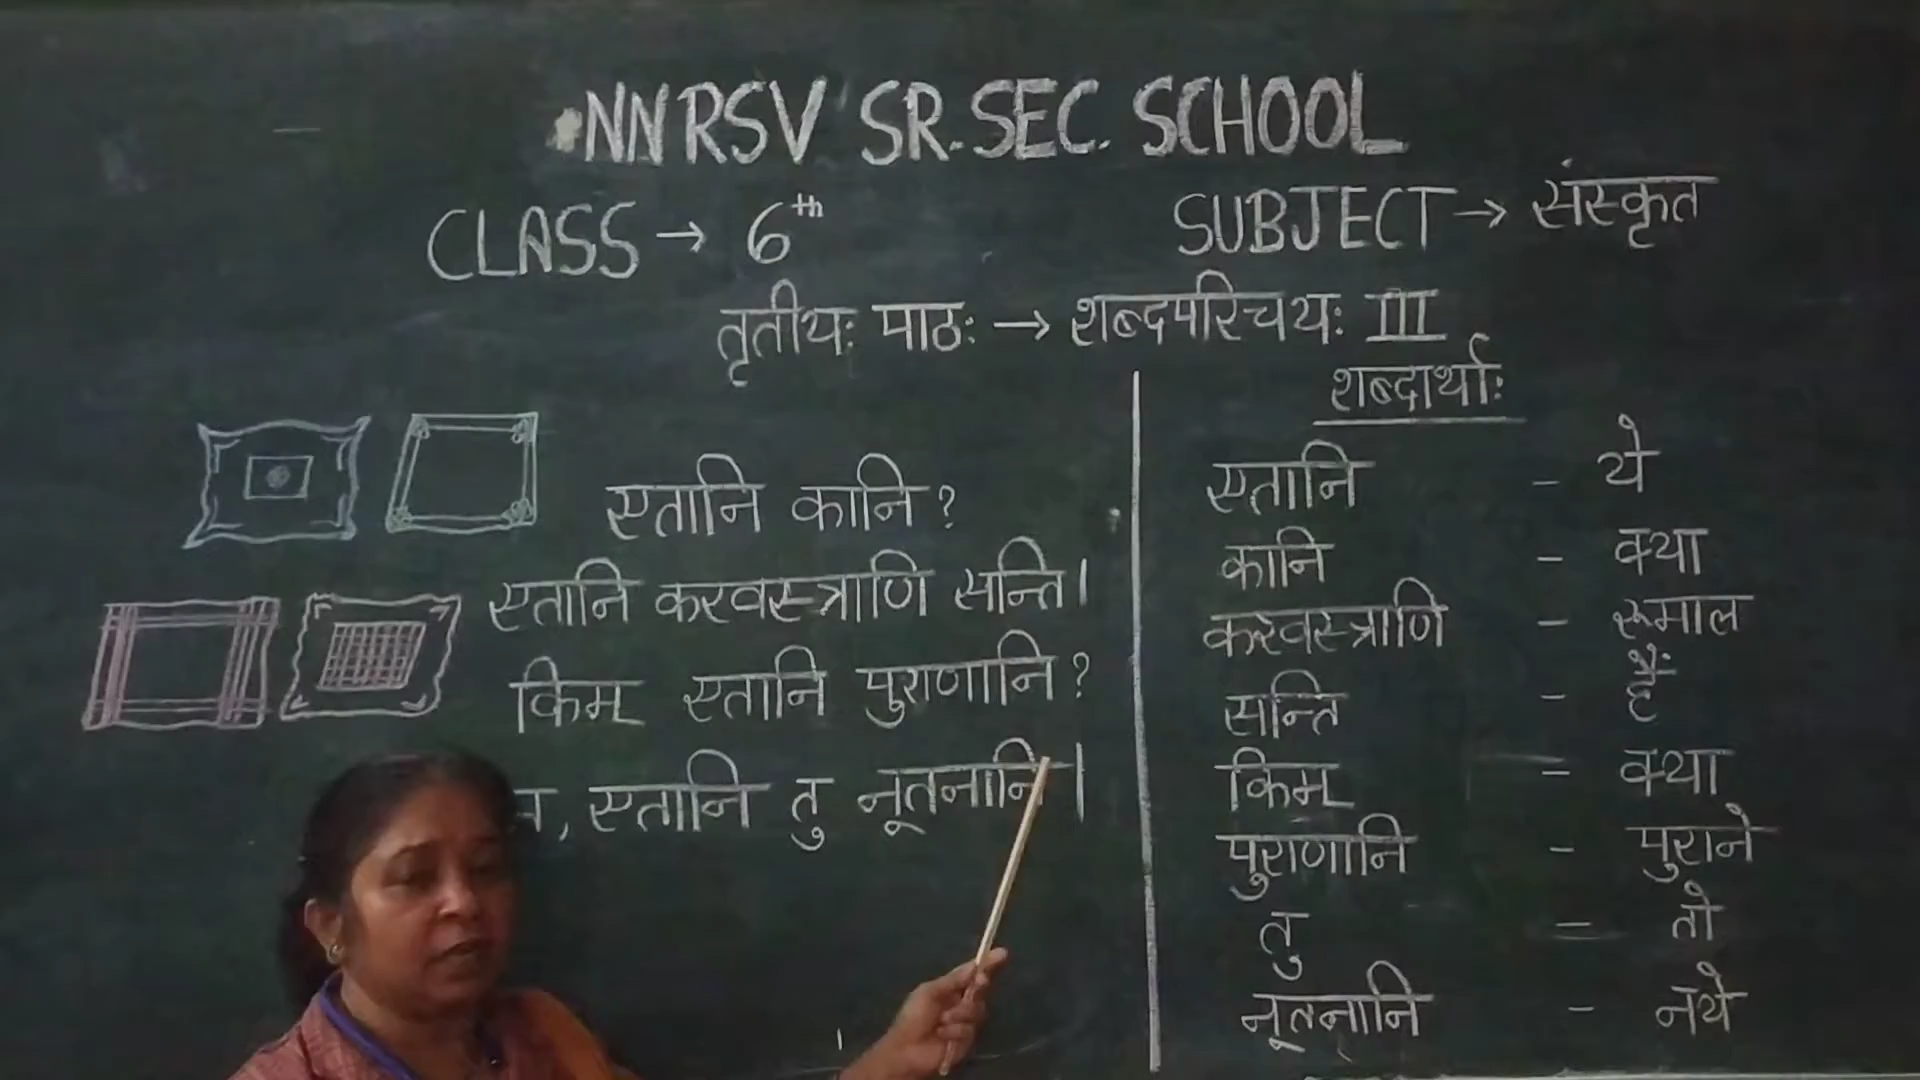 NNRSV SR. SEC. SCHOOL
CLASS → 6th
SUBJECT → संस्कृत
तृतीयः पाठः → शब्दपरिचयः III
एतानि कानि?
एतानि करवस्त्राणि सन्ति।
किम् एतानि पुराणानि?
न, एतानि तु नूतनानि।
शब्दार्थाः
एतानि - ये
कानि - क्या
करवस्त्राणि - रूमाल
सन्ति - हैं
किम् - क्या
पुराणानि - पुराने
तु - तो
नूतनानि - नये